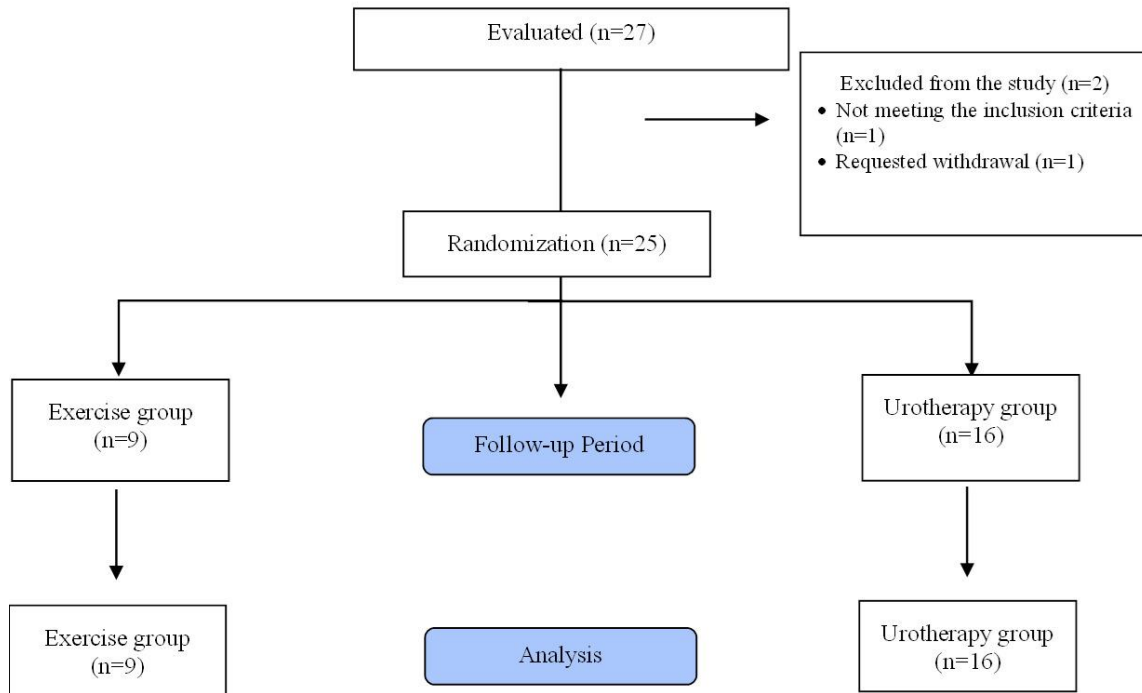 Evaluated (n=27)
Excluded from the study (n=2)
• Not meeting the inclusion criteria
(n=1)
• Requested withdrawal (n=1)
Randomization (n=25)
Exercise group
(n=9)
Follow-up Period
Urotherapy group
(n=16)
Exercise group
(n=9)
Analysis
Urotherapy group
(n=16)